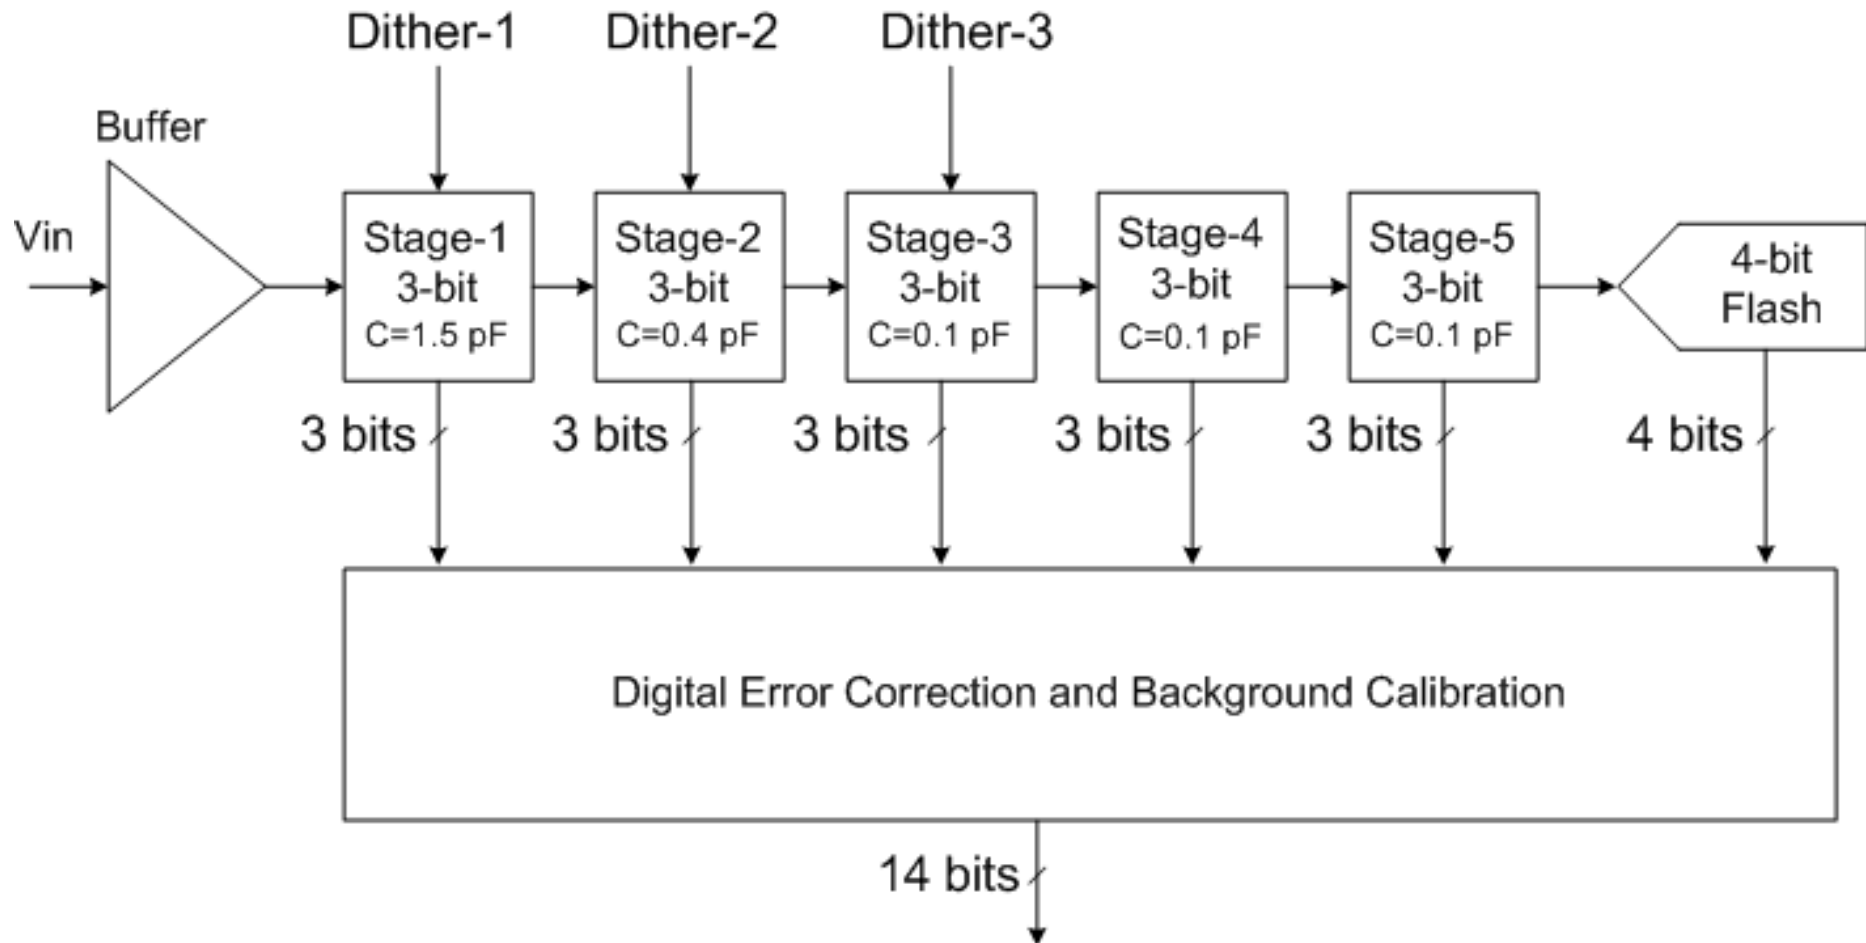 Dither-1
Dither-2
Dither-3
Buffer
Vin
Stage-1
3-bit
C=1.5 pF
Stage-2
3-bit
C=0.4 pF
Stage-3
3-bit
C=0.1 pF
Stage-4
3-bit
C=0.1 pF
Stage-5
3-bit
C=0.1 pF
4-bit
Flash
3 bits
3 bits
3 bits
3 bits
3 bits
4 bits
Digital Error Correction and Background Calibration
14 bits